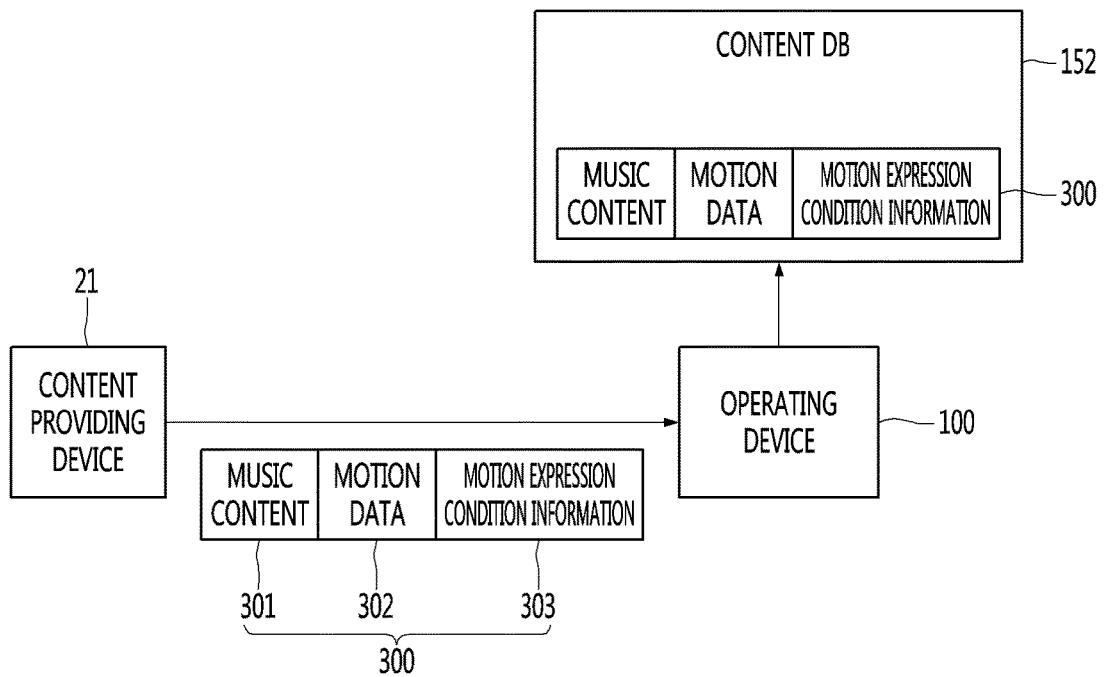 CONTENT DB
152
MUSIC
CONTENT
MOTION
DATA
MOTION EXPRESSION
CONDITION INFORMATION
300
21
CONTENT
PROVIDING
DEVICE
OPERATING
DEVICE
100
MUSIC
CONTENT
MOTION
DATA
MOTION EXPRESSION
CONDITION INFORMATION
301
302
303
300